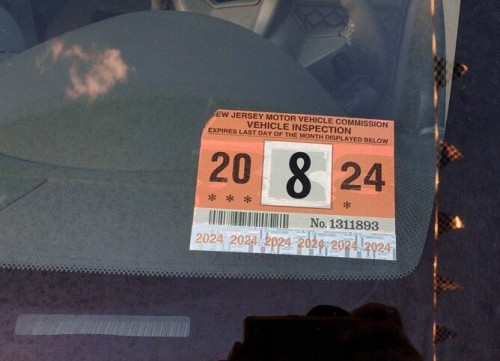 EW JERSEY MOTOR VEHICLE COMMISSION
VEHICLE INSPECTION
EXPIRES LAST DAY OF THE MONTH DISPLAYED BELOW
20 8 24
* * * *
No. 1311893
2024 2024 2024 2024 2024 2024